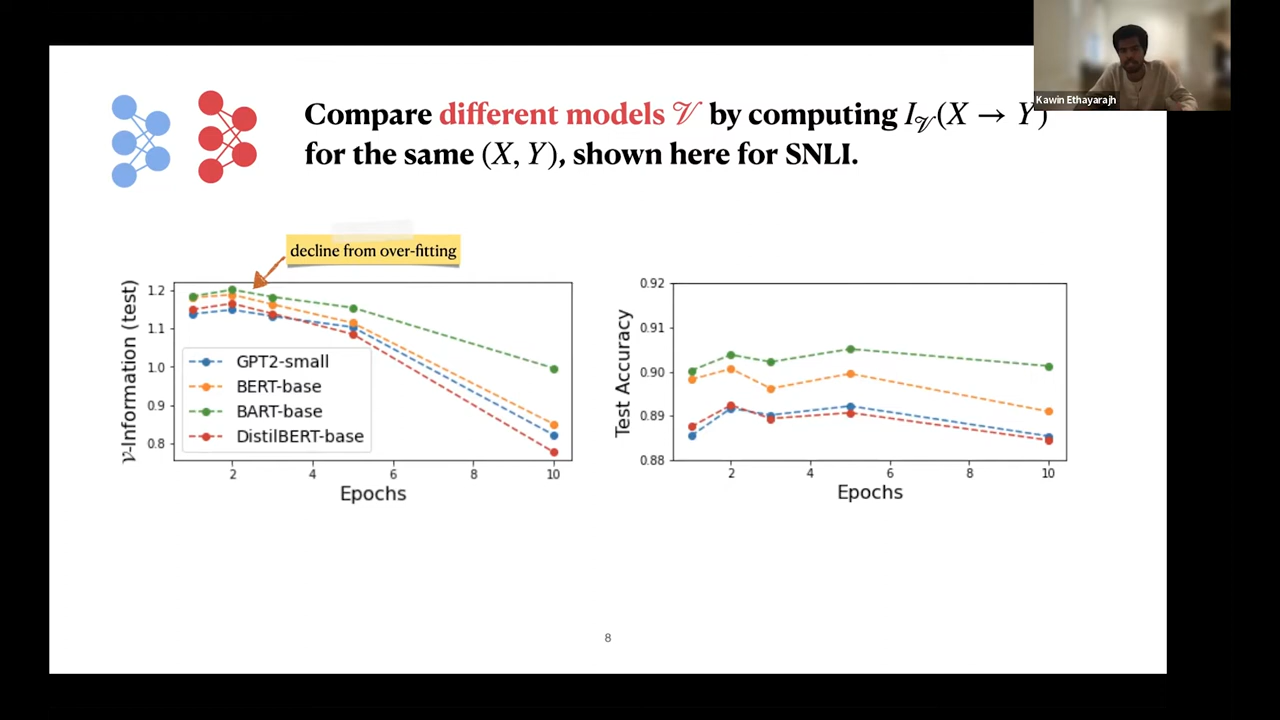 Kawin Ethayarajh
Compare different models 𝒱 by computing I𝒱(X → Y)
for the same (X, Y), shown here for SNLI.
decline from over-fitting
𝒱-Information (test)
1.2
1.1
1.0
0.9
0.8
GPT2-small
BERT-base
BART-base
DistilBERT-base
2 4 6 8 10
Epochs
Test Accuracy
0.92
0.91
0.90
0.89
0.88
2 4 6 8 10
Epochs
8